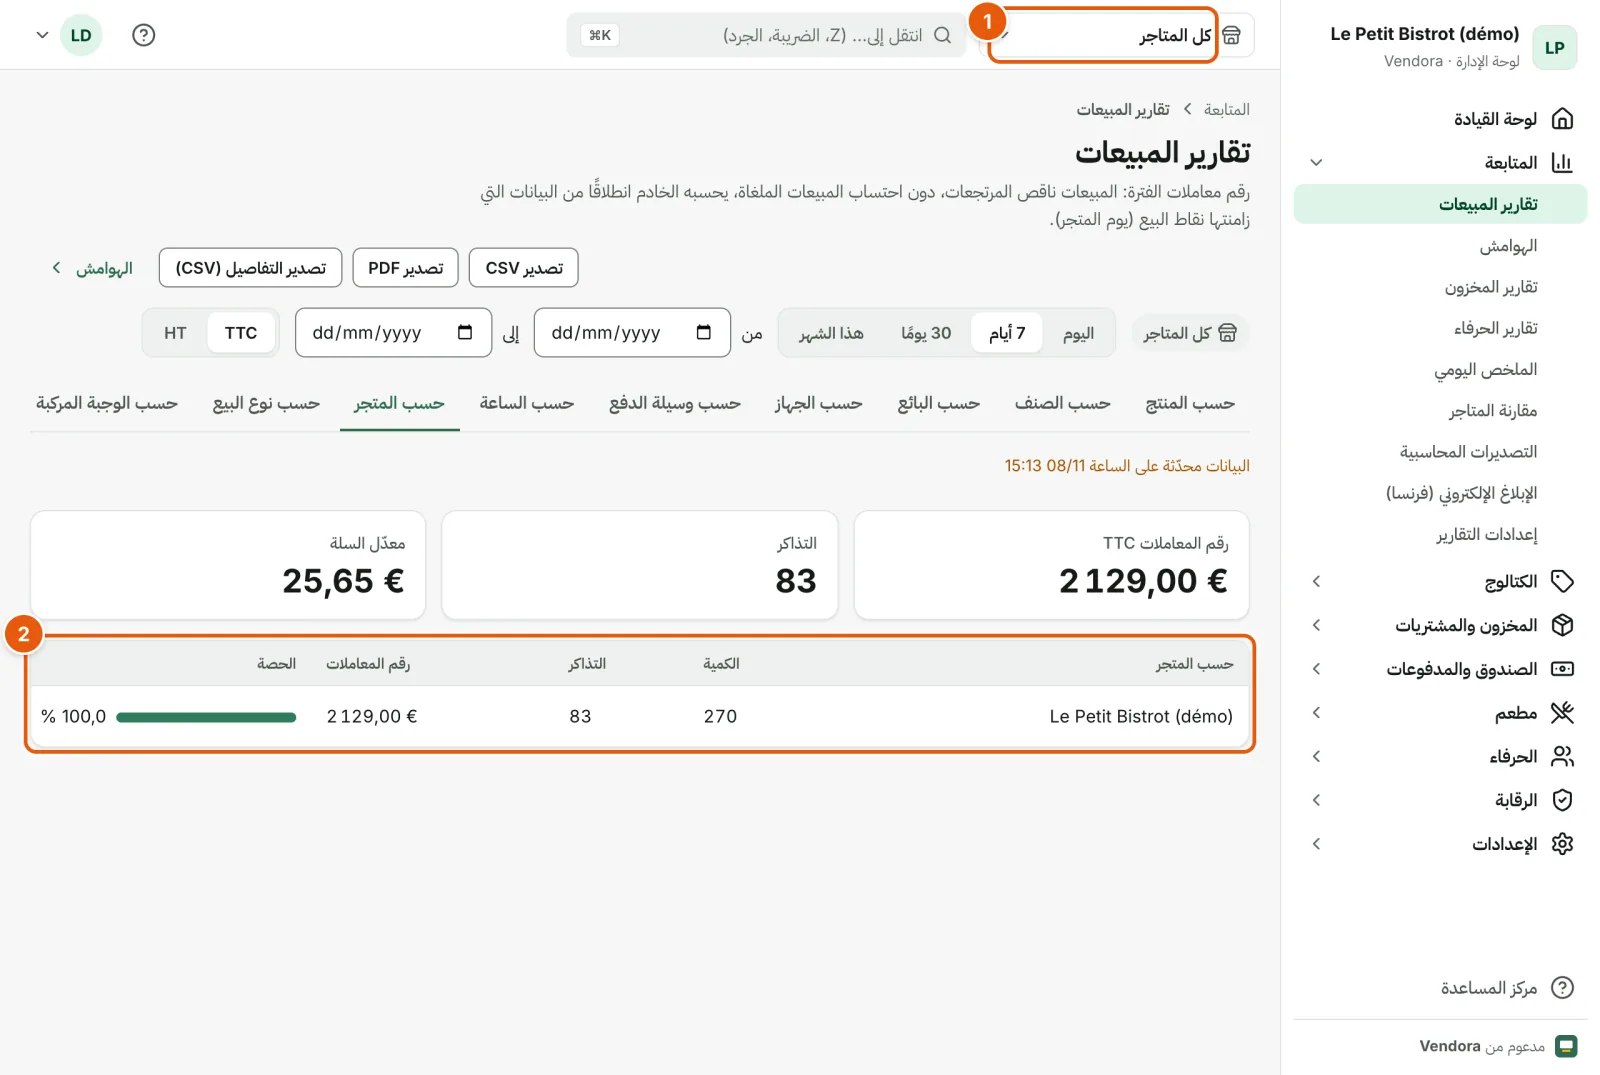 LP
Le Petit Bistrot (démo)
لوحة الإدارة · Vendora
لوحة القيادة
المتابعة
تقارير المبيعات
الهوامش
تقارير المخزون
تقارير الحرفاء
الملخص اليومي
مقارنة المتاجر
التصديرات المحاسبية
الإبلاغ الإلكتروني (فرنسا)
إعدادات التقارير
الكتالوج
المخزون والمشتريات
الصندوق والمدفوعات
مطعم
الحرفاء
الرقابة
الإعدادات
مركز المساعدة
مدعوم من Vendora
كل المتاجر
1
انتقل إلى... (Z، الضريبة، الجرد)
⌘K
?
LD
المتابعة تقارير المبيعات
تقارير المبيعات
رقم معاملات الفترة: المبيعات ناقص المرتجعات، دون احتساب المبيعات الملغاة، يحسبه الخادم انطلاقًا من البيانات التي
زامنتها نقاط البيع (يوم المتجر).
تصدير CSV
تصدير PDF
تصدير التفاصيل (CSV)
الهوامش
كل المتاجر
اليوم
7 أيام
30 يومًا
هذا الشهر
من
dd/mm/yyyy
إلى
dd/mm/yyyy
TTC
HT
حسب المنتج
حسب الصنف
حسب البائع
حسب الجهاز
حسب وسيلة الدفع
حسب الساعة
حسب المتجر
حسب نوع البيع
حسب الوجبة المركبة
البيانات محدّثة على الساعة 08/11 15:13
رقم المعاملات TTC
2 129,00 €
التذاكر
83
معدّل السلة
25,65 €
2
حسب المتجر الكمية التذاكر رقم المعاملات الحصة
Le Petit Bistrot (démo) 270 83 2 129,00 € 100,0 %